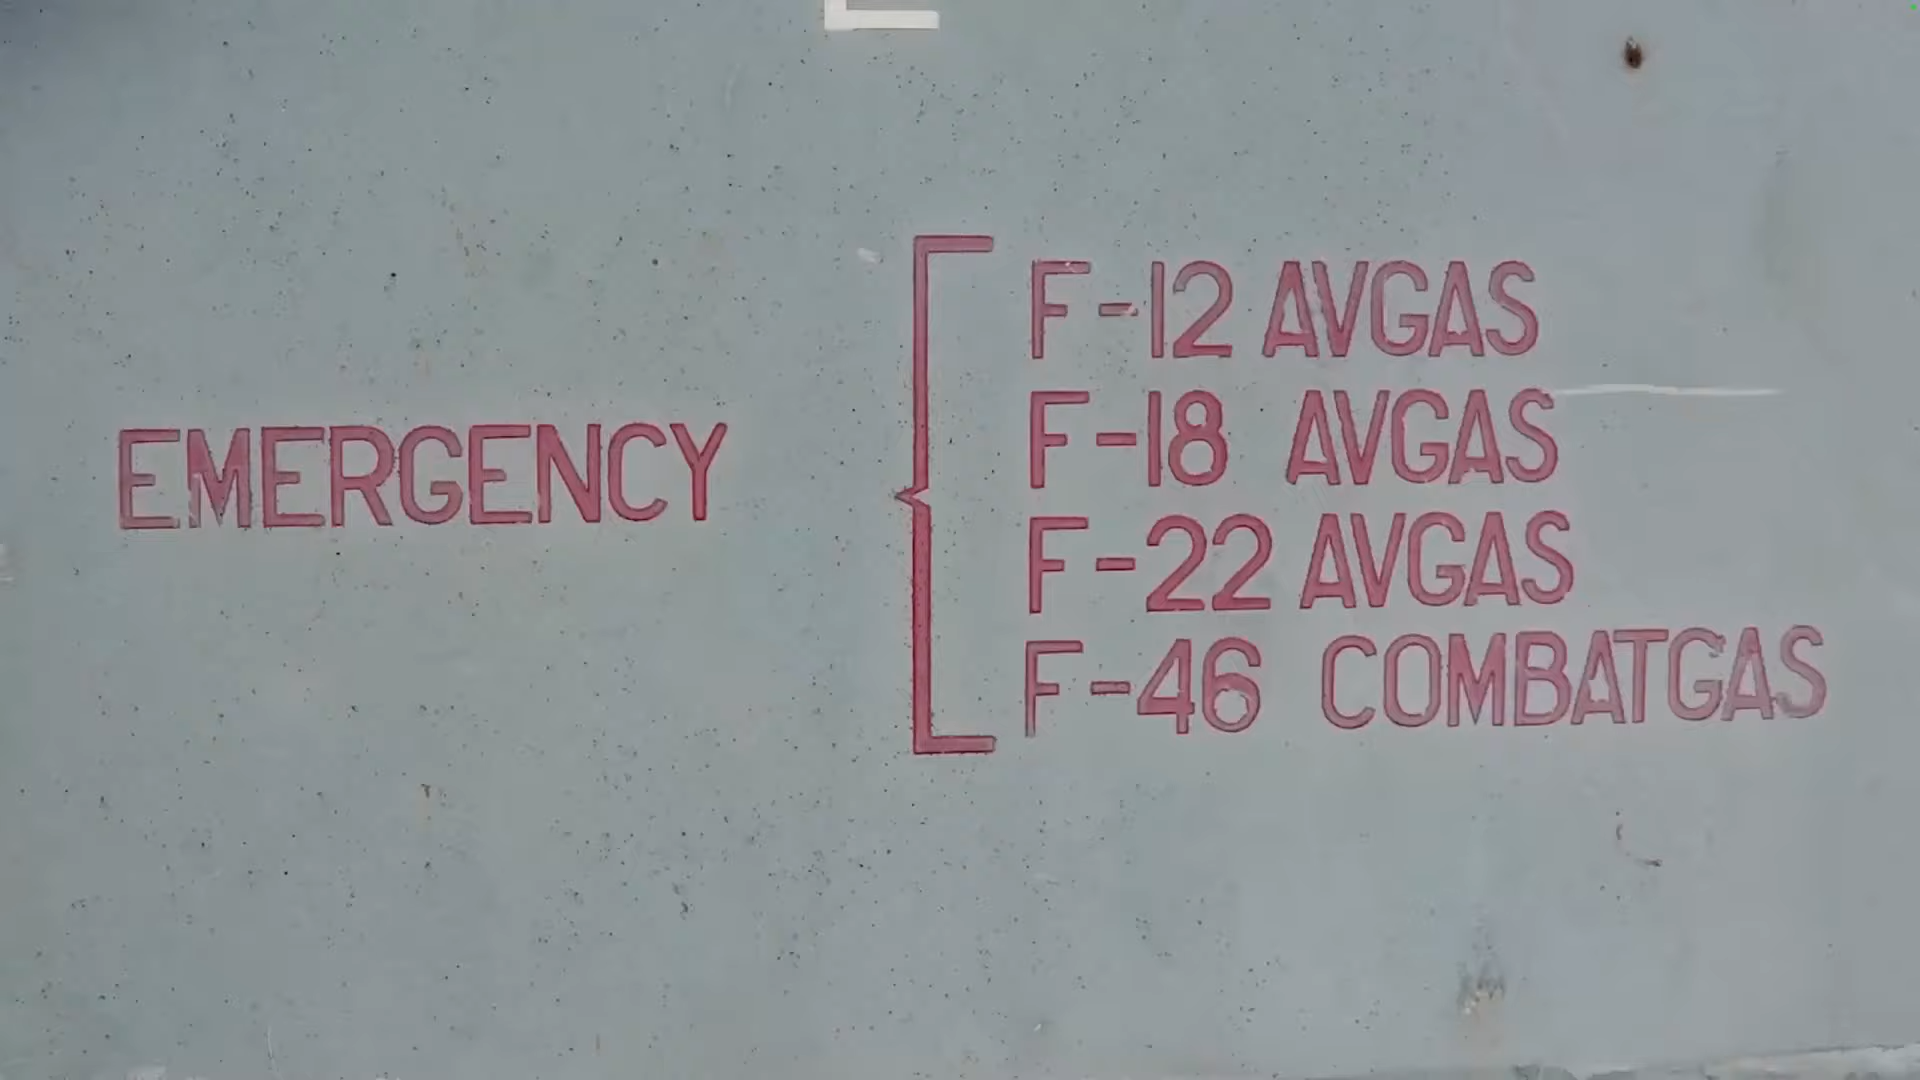 EMERGENCY
F-12 AVGAS
F-18 AVGAS
F-22 AVGAS
F-46 COMBATGAS